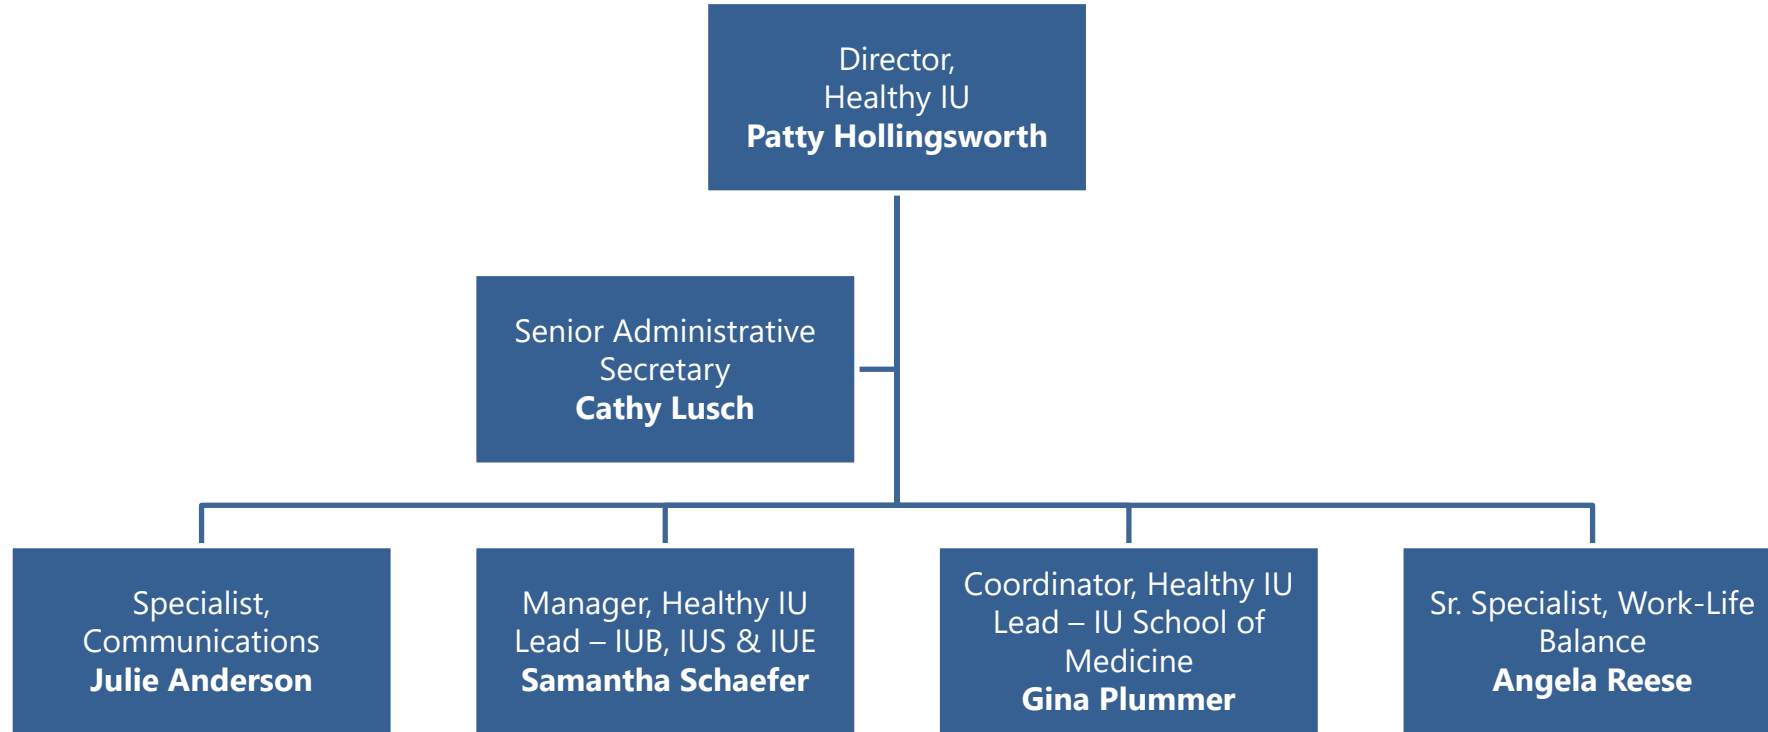 Director,
Healthy IU
Patty Hollingsworth
Senior Administrative
Secretary
Cathy Lusch
Specialist,
Communications
Julie Anderson
Manager, Healthy IU
Lead – IUB, IUS & IUE
Samantha Schaefer
Coordinator, Healthy IU
Lead – IU School of
Medicine
Gina Plummer
Sr. Specialist, Work-Life
Balance
Angela Reese